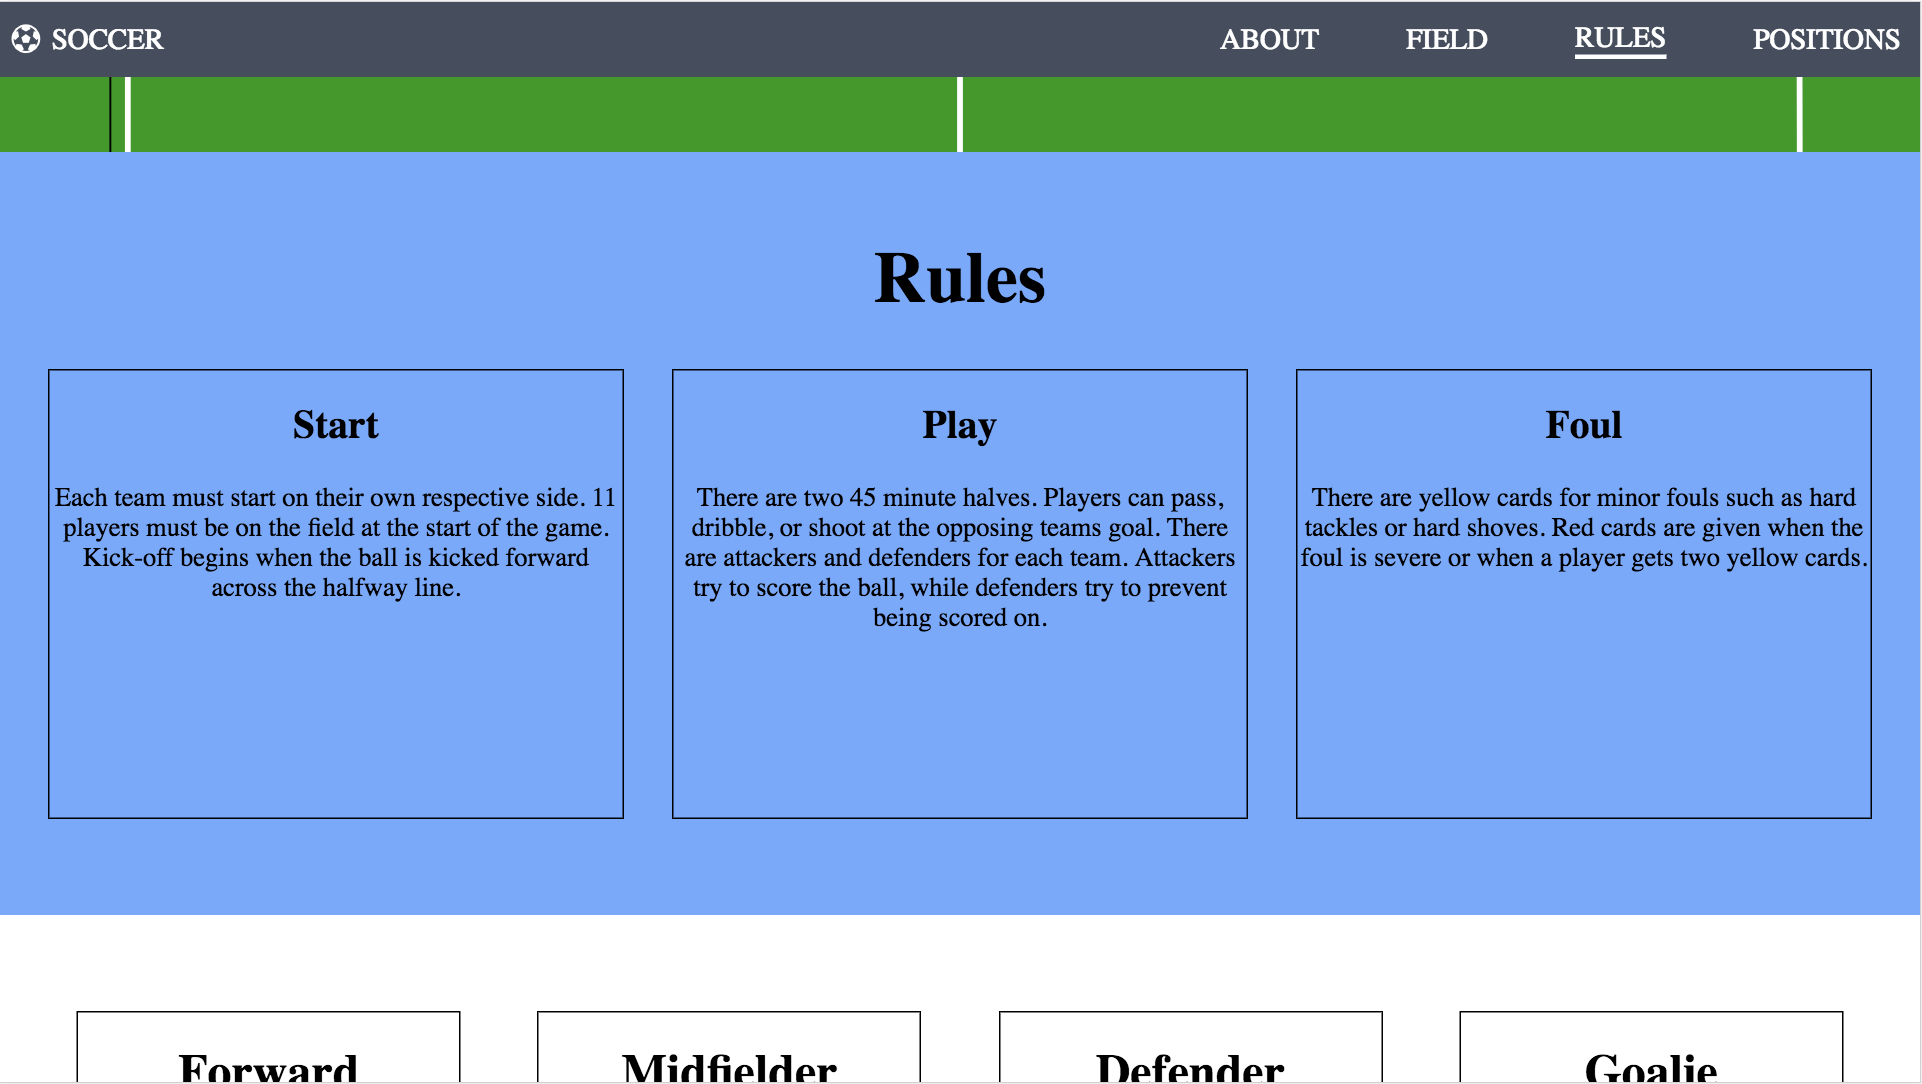 SOCCER ABOUT FIELD RULES POSITIONS
Rules
Start
Each team must start on their own respective side. 11
players must be on the field at the start of the game.
Kick-off begins when the ball is kicked forward
across the halfway line.
Play
There are two 45 minute halves. Players can pass,
dribble, or shoot at the opposing teams goal. There
are attackers and defenders for each team. Attackers
try to score the ball, while defenders try to prevent
being scored on.
Foul
There are yellow cards for minor fouls such as hard
tackles or hard shoves. Red cards are given when the
foul is severe or when a player gets two yellow cards.
Forward
Midfielder
Defender
Goalie